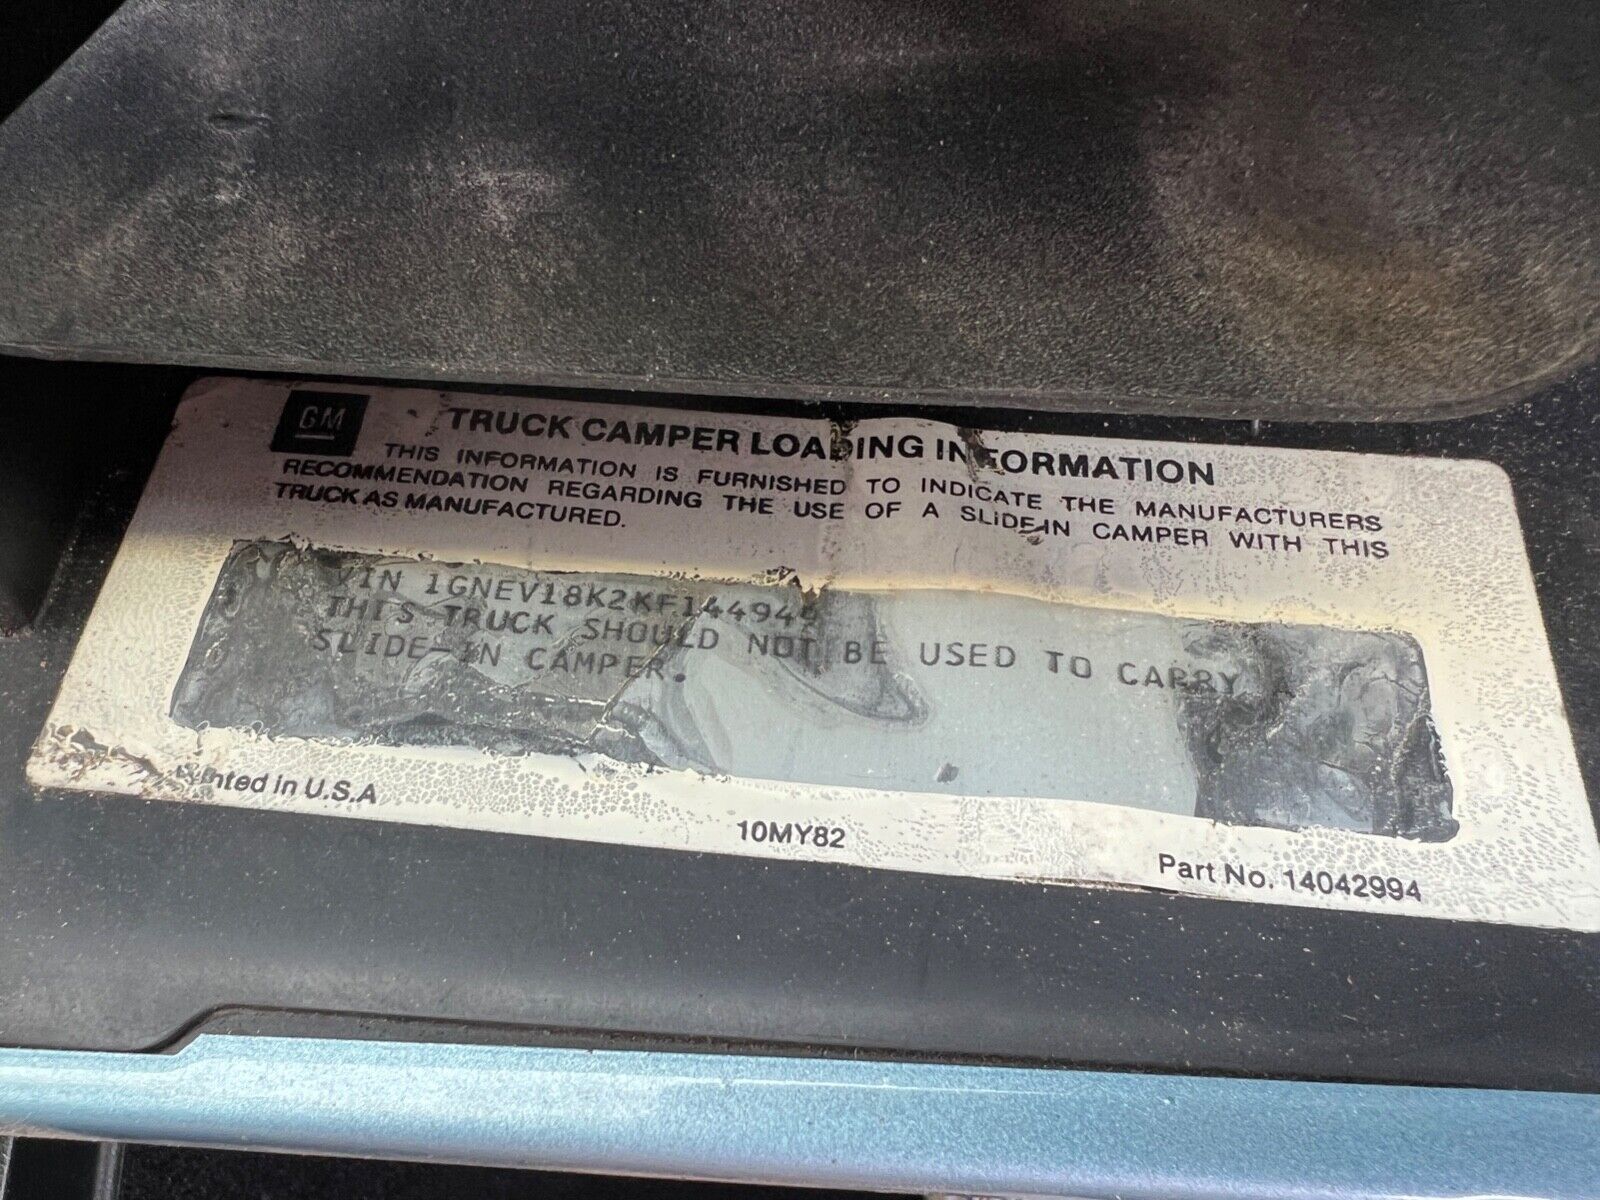 GM
TRUCK CAMPER LOADING INFORMATION
THIS INFORMATION IS FURNISHED TO INDICATE THE MANUFACTURERS
RECOMMENDATION REGARDING THE USE OF A SLIDE-IN CAMPER WITH THIS
TRUCK AS MANUFACTURED.
VIN 1GNEV18K2KF144944
THIS TRUCK SHOULD NOT BE USED TO CARRY A
SLIDE-IN CAMPER.
Printed in U.S.A
10MY82
Part No. 14042994